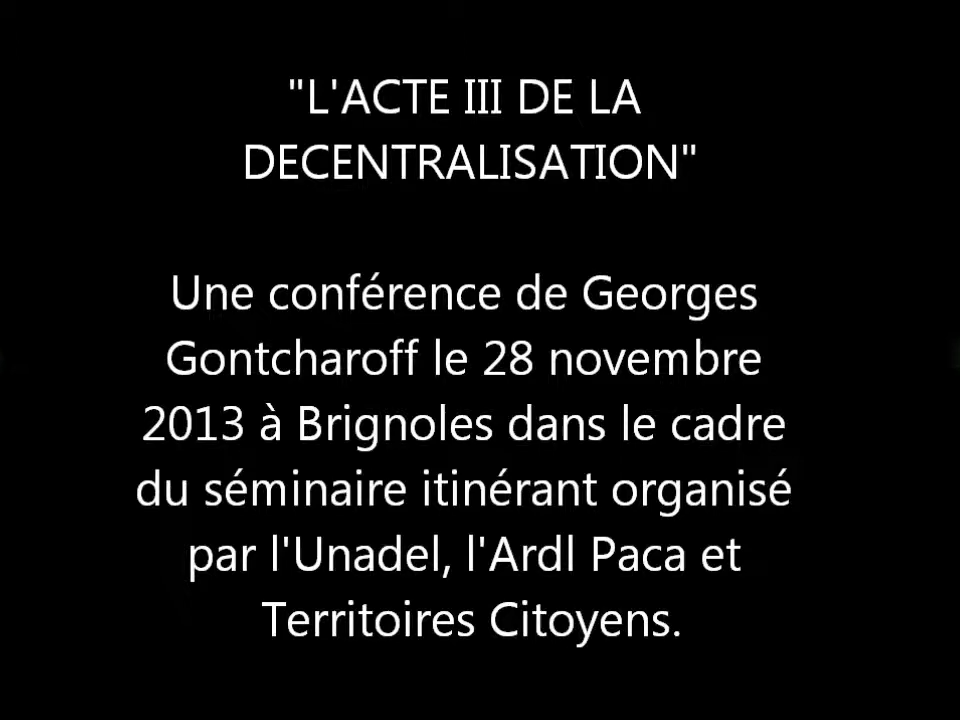 "L'ACTE III DE LA
DECENTRALISATION"
Une conférence de Georges
Gontcharoff le 28 novembre
2013 à Brignoles dans le cadre
du séminaire itinérant organisé
par l'Unadel, l'Ardl Paca et
Territoires Citoyens.